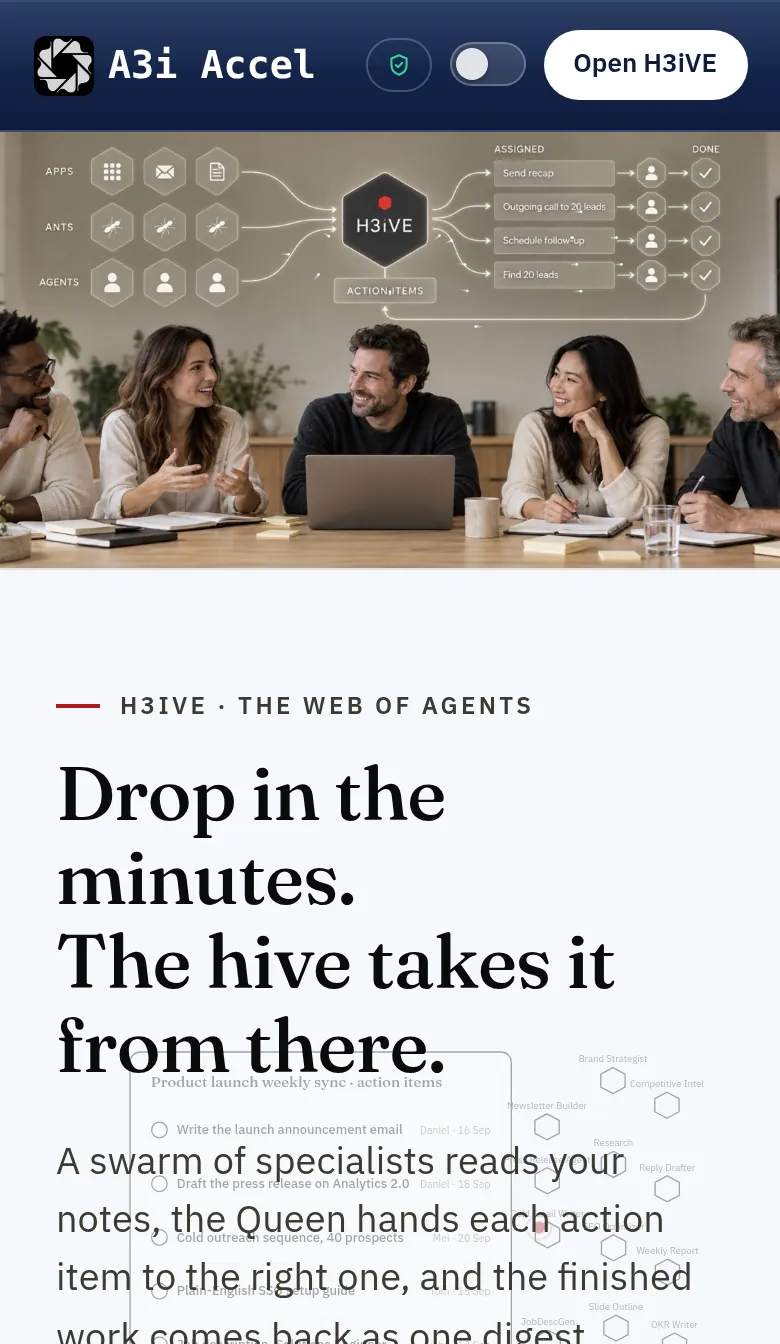 A3i Accel
Open H3iVE
ASSIGNED
DONE
APPS
ANTS
AGENTS
H3iVE
ACTION ITEMS
Send recap
Outgoing call to 20 leads
Schedule follow-up
Find 20 leads
H3IVE · THE WEB OF AGENTS
Drop in the
minutes.
The hive takes it
from there.
Product launch weekly sync · action items
Write the launch announcement email
Daniel · 16 Sep
Draft the press release on Analytics 2.0
Daniel · 18 Sep
Cold outreach sequence, 40 prospects
Mei · 20 Sep
Plain-English SSO setup guide
Brand Strategist
Competitive Intel
Newsletter Builder
Research
Reply Drafter
Weekly Report
Slide Outline
JobDescGen
OKR Writer
A swarm of specialists reads your
notes, the Queen hands each action
item to the right one, and the finished
work comes back as one digest